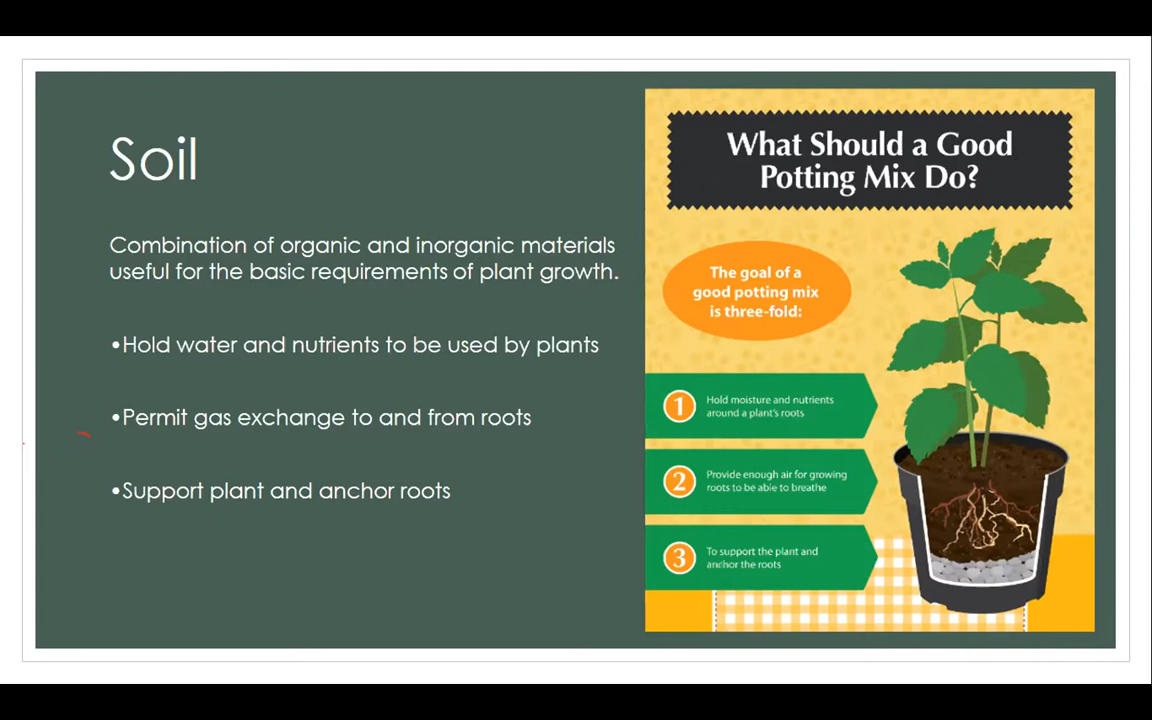 Soil
Combination of organic and inorganic materials
useful for the basic requirements of plant growth.
•Hold water and nutrients to be used by plants
•Permit gas exchange to and from roots
•Support plant and anchor roots
What Should a Good
Potting Mix Do?
The goal of a
good potting mix
is three-fold:
1
Hold moisture and nutrients
around a plant's roots
2
Provide enough air for growing
roots to be able to breathe
3
To support the plant and
anchor the roots